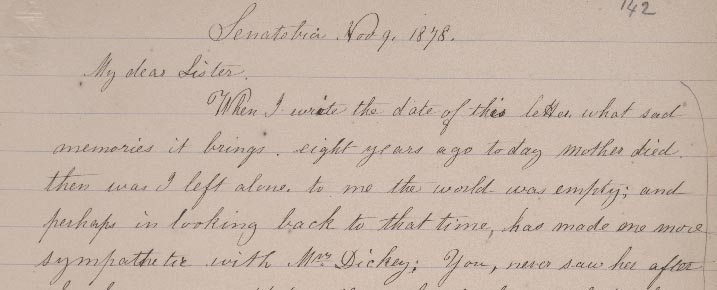 142
Senatobia Nov 9. 1878.
My dear Sister.
When I write the date of this letter what sad
memories it brings. eight years ago today mother died.
then was I left alone. to me the world was empty; and
perhaps in looking back to that time, has made me more
sympathetic with Mrs Dickey; You, never saw her after